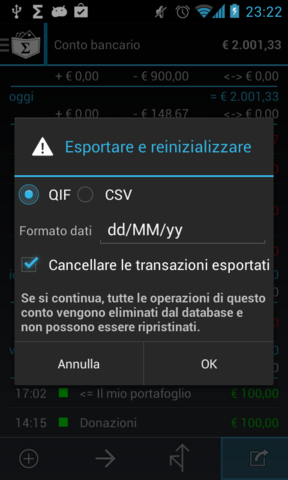 23:22
Conto bancario € 2.001,33
+ € 0,00 - € 900,00 <-> € 0,00
oggi = € 2.001,33
+ € 0,00 - € 148,67 <-> € 0,00
Esportare e reinizializzare
QIF CSV
Formato dati dd/MM/yy
Cancellare le transazioni esportati
Se si continua, tutte le operazioni di questo
conto vengono eliminati dal database e
non possono essere ripristinati.
Annulla OK
17:02 <= Il mio portafoglio € 100,00
14:15 Donazioni € 100,00